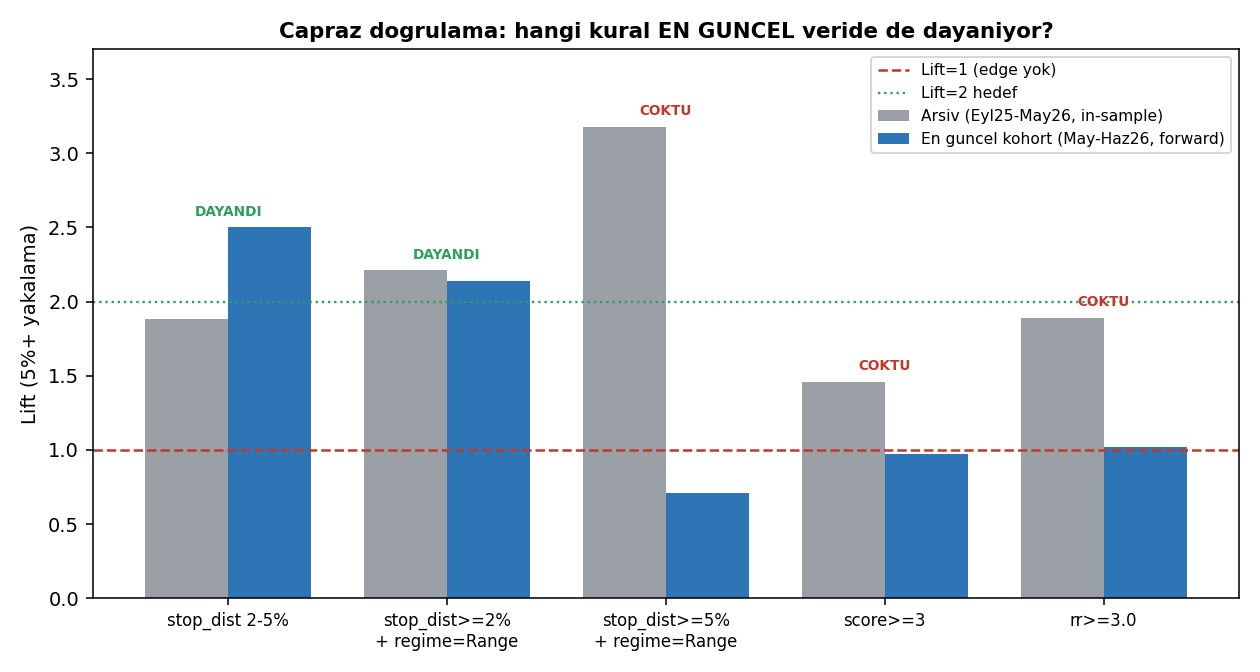 Capraz dogrulama: hangi kural EN GUNCEL veride de dayaniyor?
Lift=1 (edge yok)
Lift=2 hedef
Arsiv (Eyl25-May26, in-sample)
En guncel kohort (May-Haz26, forward)
Lift (5%+ yakalama)
3.5
3.0
2.5
2.0
1.5
1.0
0.5
0.0
DAYANDI
DAYANDI
COKTU
COKTU
COKTU
stop_dist 2-5%
stop_dist>=2%
+ regime=Range
stop_dist>=5%
+ regime=Range
score>=3
rr>=3.0